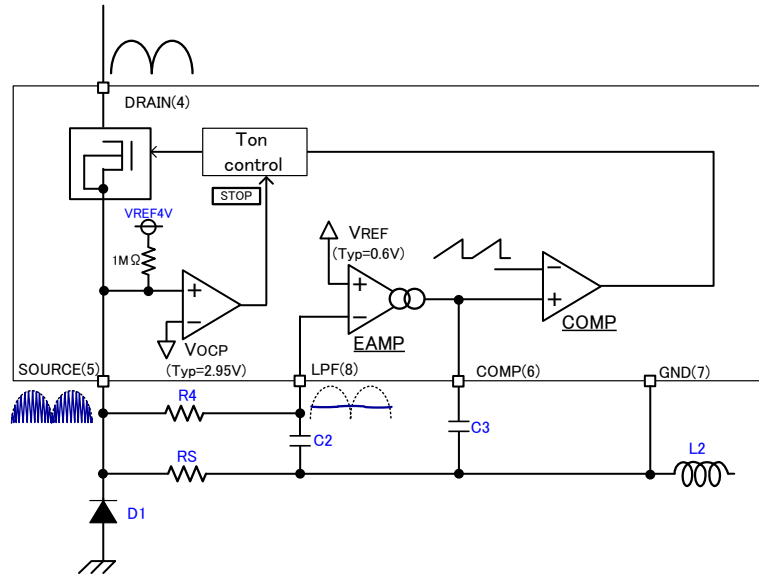 DRAIN(4)
Ton
control
STOP
VREF4V
1MΩ
VREF
(Typ=0.6V)
+
−
VOCP
(Typ=2.95V)
+
−
EAMP
−
+
COMP
SOURCE(5)
LPF(8)
COMP(6)
GND(7)
R4
C2
C3
RS
L2
D1